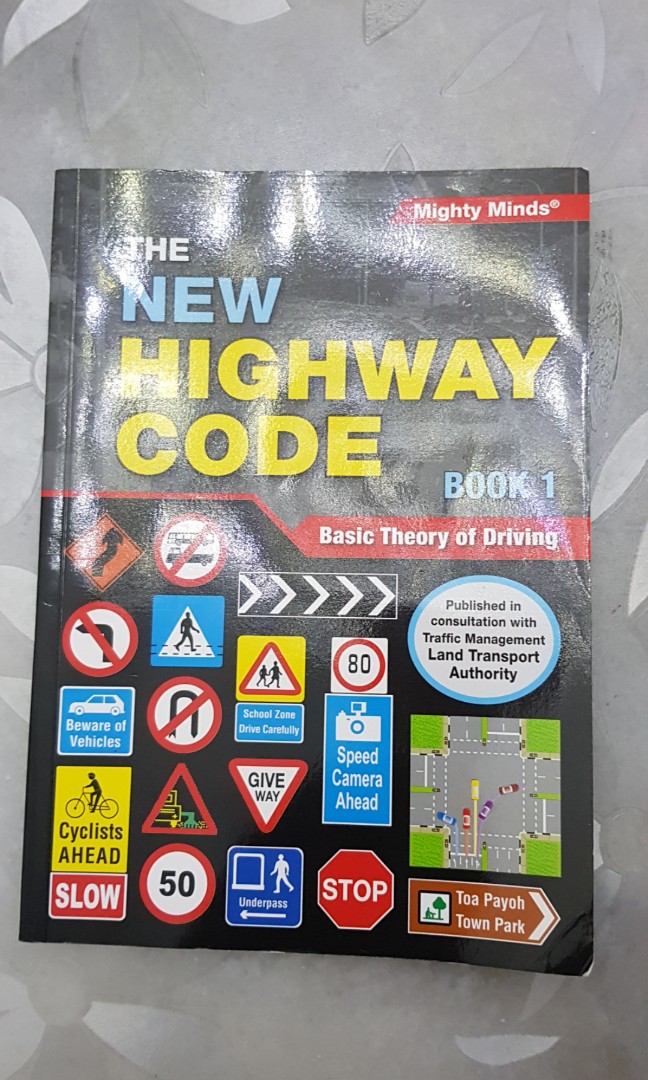 Mighty Minds®
THE
NEW
HIGHWAY
CODE
BOOK 1
Basic Theory of Driving
Published in
consultation with
Traffic Management
Land Transport
Authority
80
School Zone
Drive Carefully
Beware of
Vehicles
Speed
Camera
Ahead
GIVE
WAY
Cyclists
AHEAD
SLOW
50
Underpass
STOP
Toa Payoh
Town Park